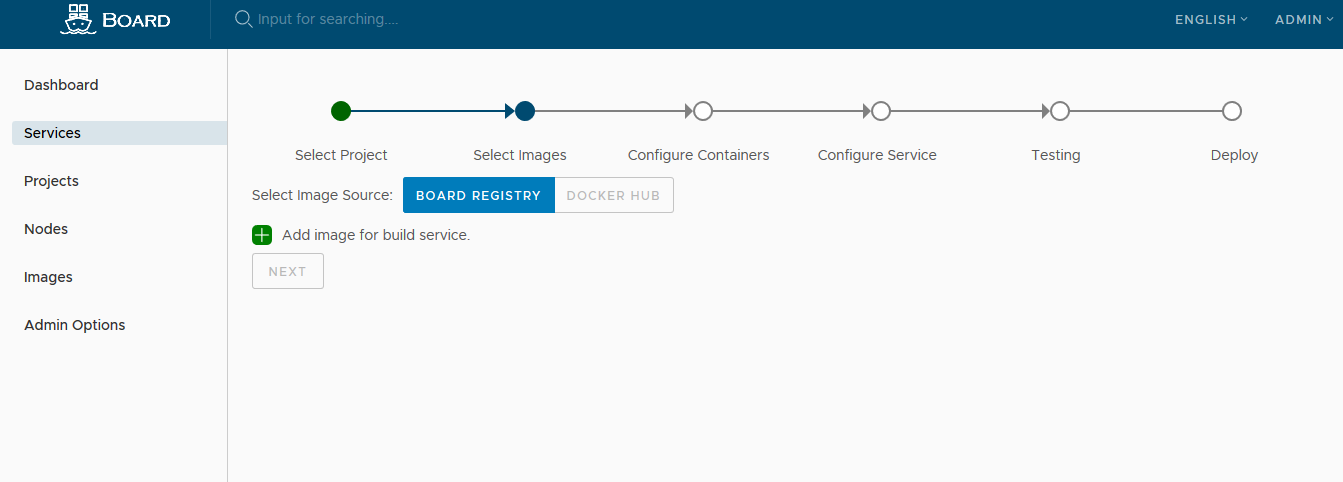 BOARD
Input for searching....
ENGLISH
ADMIN
Dashboard
Services
Projects
Nodes
Images
Admin Options
Select Project
Select Images
Configure Containers
Configure Service
Testing
Deploy
Select Image Source: BOARD REGISTRY DOCKER HUB
Add image for build service.
NEXT